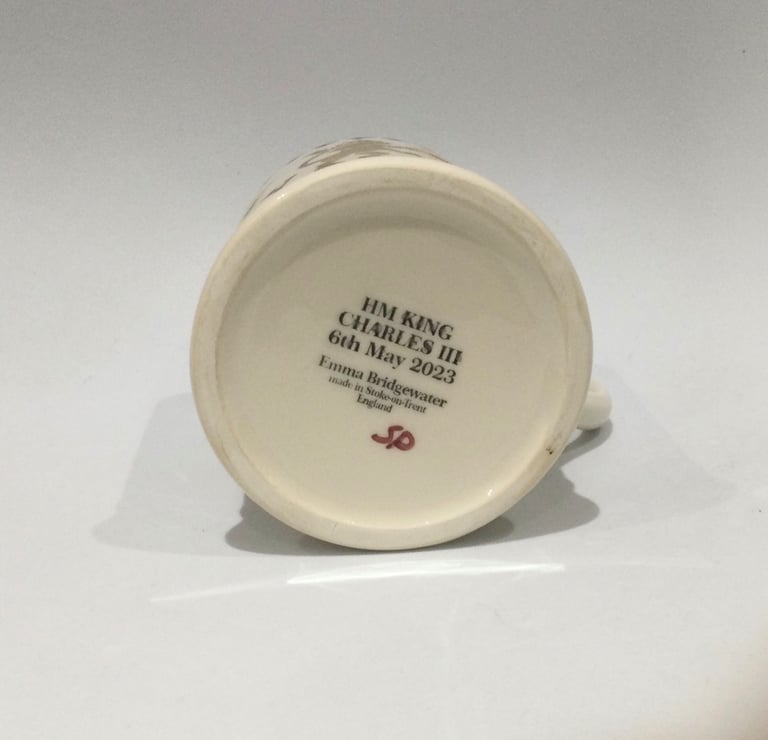 HM KING
CHARLES III
6th May 2023
Emma Bridgewater
made in Stoke-on-Trent
England
SP